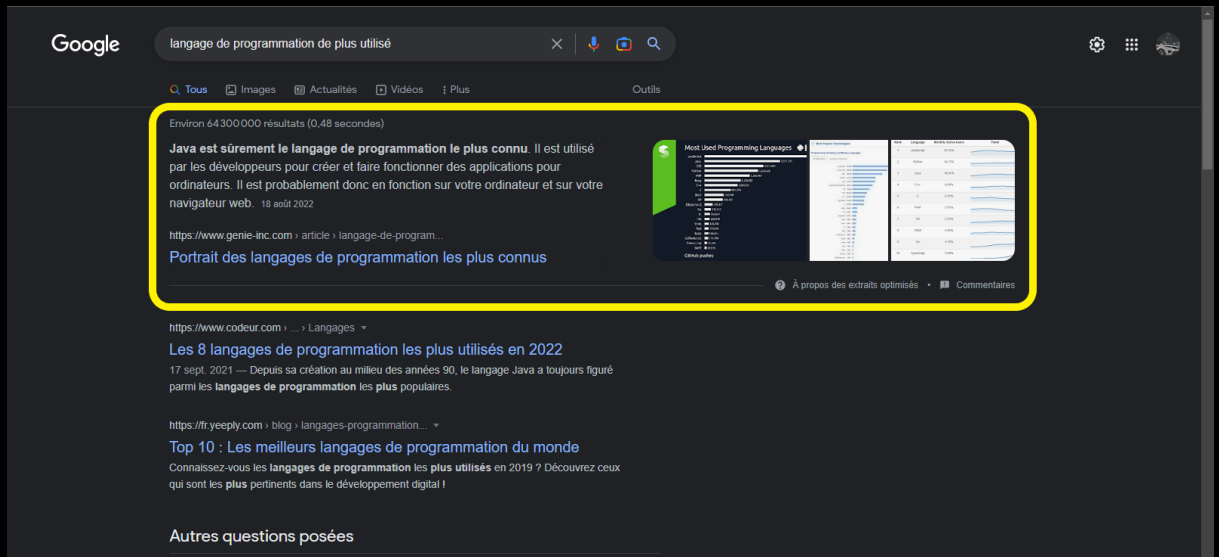 Google
langage de programmation de plus utilisé
Tous Images Actualités Vidéos Plus Outils
Environ 64 300 000 résultats (0,48 secondes)
Java est sûrement le langage de programmation le plus connu. Il est utilisé
par les développeurs pour créer et faire fonctionner des applications pour
ordinateurs. Il est probablement donc en fonction sur votre ordinateur et sur votre
navigateur web. 18 août 2022
https://www.genie-inc.com › article › langage-de-program...
Portrait des langages de programmation les plus connus
Most Used Programming Languages
GitHub pushes
À propos des extraits optimisés • Commentaires
https://www.codeur.com › ... › Langages
Les 8 langages de programmation les plus utilisés en 2022
17 sept. 2021 — Depuis sa création au milieu des années 90, le langage Java a toujours figuré
parmi les langages de programmation les plus populaires.
https://fr.yeeply.com › blog › langages-programmation...
Top 10 : Les meilleurs langages de programmation du monde
Connaissez-vous les langages de programmation les plus utilisés en 2019 ? Découvrez ceux
qui sont les plus pertinents dans le développement digital !
Autres questions posées